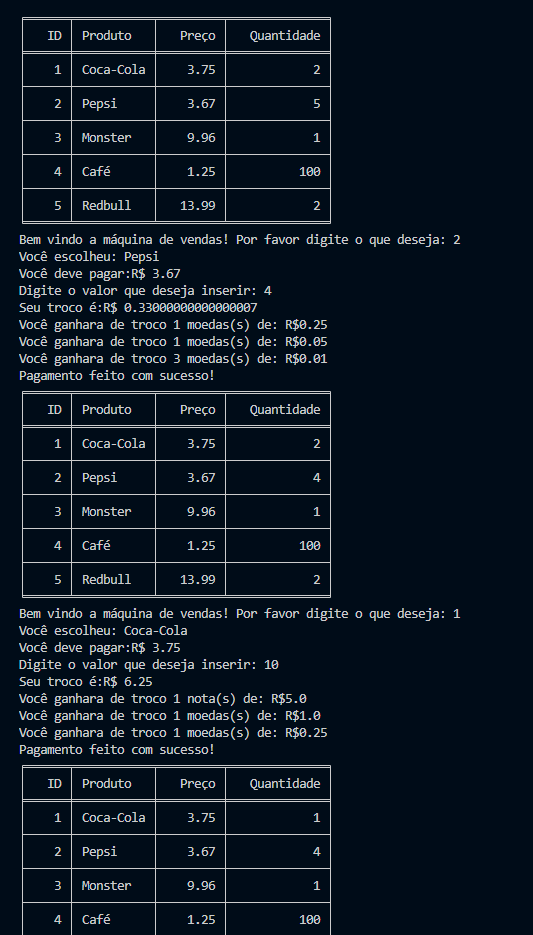 ID Produto Preço Quantidade
1 Coca-Cola 3.75 2
2 Pepsi 3.67 5
3 Monster 9.96 1
4 Café 1.25 100
5 Redbull 13.99 2
Bem vindo a máquina de vendas! Por favor digite o que deseja: 2
Você escolheu: Pepsi
Você deve pagar:R$ 3.67
Digite o valor que deseja inserir: 4
Seu troco é:R$ 0.33000000000000007
Você ganhara de troco 1 moedas(s) de: R$0.25
Você ganhara de troco 1 moedas(s) de: R$0.05
Você ganhara de troco 3 moedas(s) de: R$0.01
Pagamento feito com sucesso!
ID Produto Preço Quantidade
1 Coca-Cola 3.75 2
2 Pepsi 3.67 4
3 Monster 9.96 1
4 Café 1.25 100
5 Redbull 13.99 2
Bem vindo a máquina de vendas! Por favor digite o que deseja: 1
Você escolheu: Coca-Cola
Você deve pagar:R$ 3.75
Digite o valor que deseja inserir: 10
Seu troco é:R$ 6.25
Você ganhara de troco 1 nota(s) de: R$5.0
Você ganhara de troco 1 moedas(s) de: R$1.0
Você ganhara de troco 1 moedas(s) de: R$0.25
Pagamento feito com sucesso!
ID Produto Preço Quantidade
1 Coca-Cola 3.75 1
2 Pepsi 3.67 4
3 Monster 9.96 1
4 Café 1.25 100